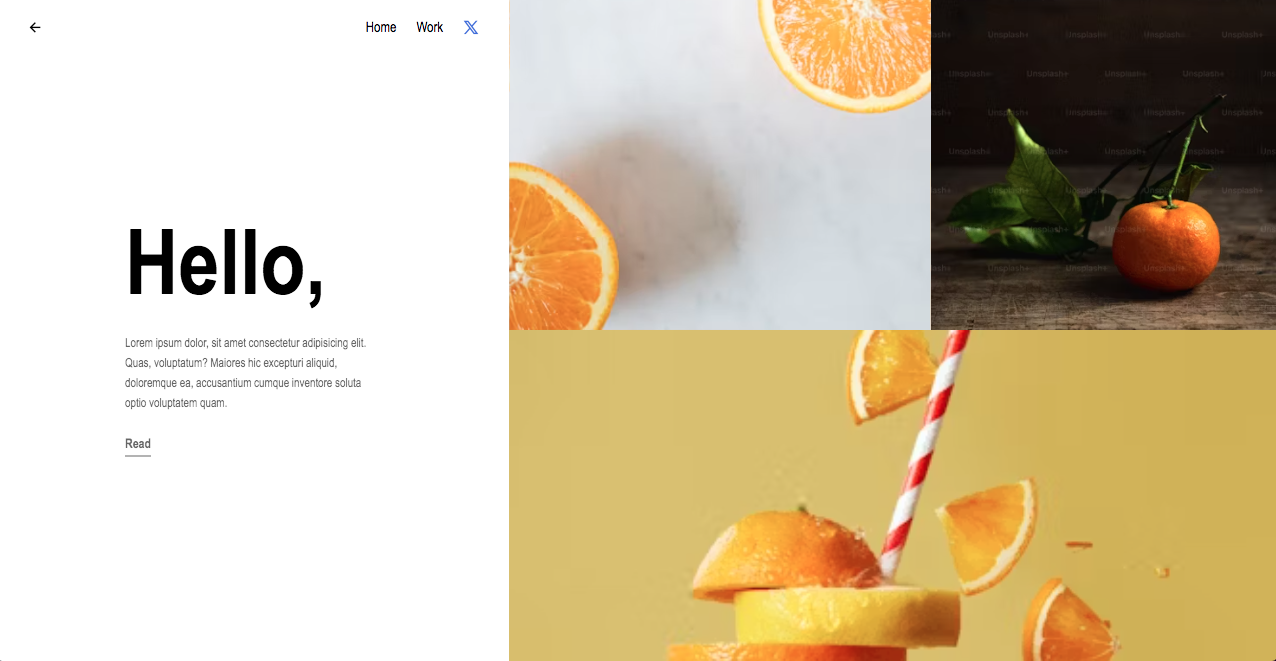 Home Work X
Hello,
Lorem ipsum dolor, sit amet consectetur adipisicing elit.
Quas, voluptatum? Maiores hic excepturi aliquid,
doloremque ea, accusantium cumque inventore soluta
optio voluptatem quam.
Read
Unsplash+ Unsplash+ Unsplash+ Unsplash+
Unsplash+ Unsplash+ Unsplash+ Unsplash+
Unsplash+ Unsplash+ Unsplash+ Unsplash+
Unsplash+ Unsplash+ Unsplash+ Unsplash+
Unsplash+ Unsplash+ Unsplash+ Unsplash+
Unsplash+ Unsplash+ Unsplash+ Unsplash+
Unsplash+ Unsplash+ Unsplash+ Unsplash+